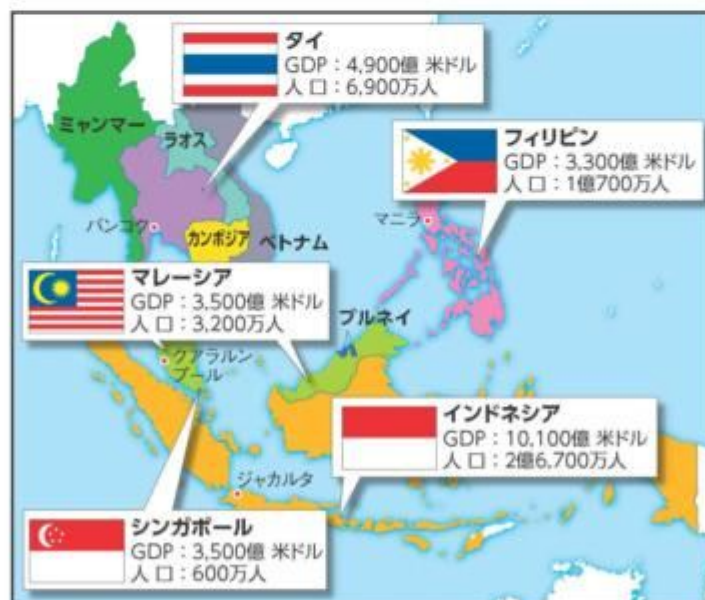 タイ
GDP：4,900億 米ドル
人 口：6,900万人
ミャンマー
ラオス
フィリピン
GDP：3,300億 米ドル
人 口：1億700万人
マニラ
バンコク
カンボジア
ベトナム
マレーシア
GDP：3,500億 米ドル
人 口：3,200万人
ブルネイ
クアラルン
プール
インドネシア
GDP：10,100億 米ドル
人 口：2億6,700万人
ジャカルタ
シンガポール
GDP：3,500億 米ドル
人 口：600万人